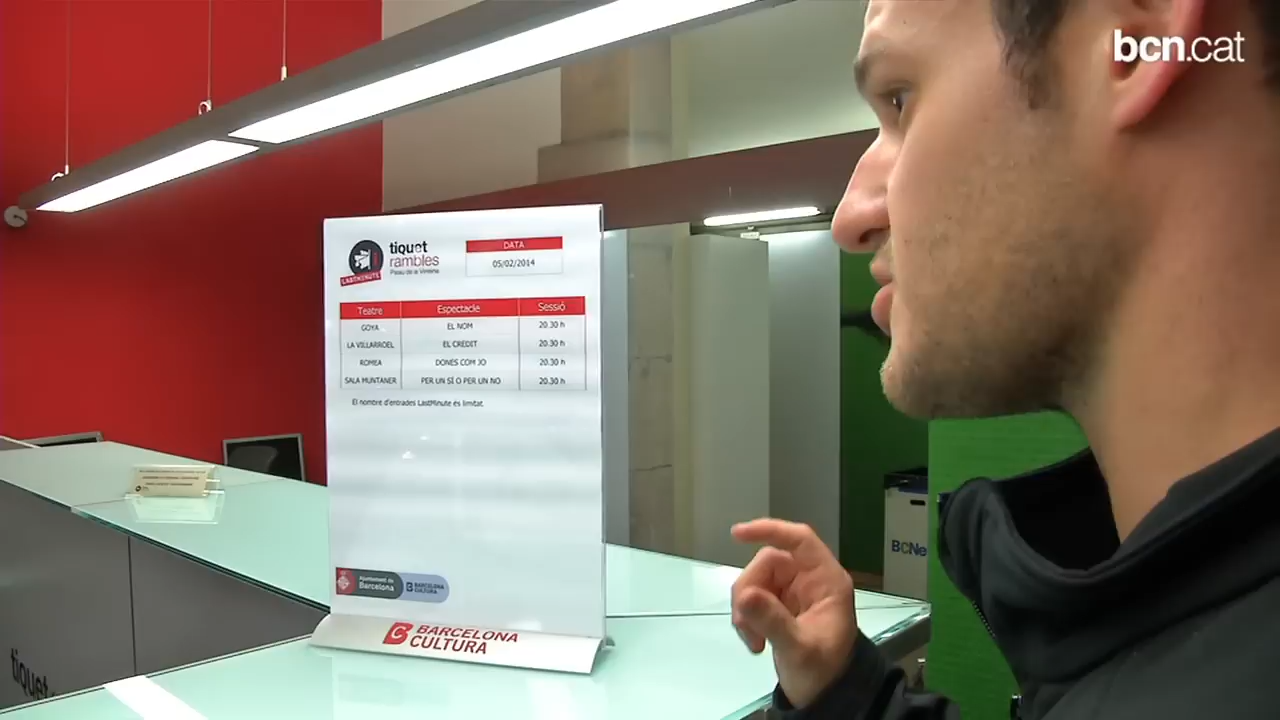 bcn.cat
tiquet
rambles
Palau de la Virreina
LASTMINUTE
DATA
05/02/2014
Teatre Espectacle Sessió
GOYA EL NOM 20.30 h
LA VILLARROEL EL CRÈDIT 20.30 h
ROMEA DONES COM JO 20.30 h
SALA MUNTANER PER UN SÍ O PER UN NO 20.30 h
El nombre d'entrades LastMinute és limitat.
Ajuntament de
Barcelona
BARCELONA
CULTURA
BARCELONA
CULTURA
BCNe
tiquet